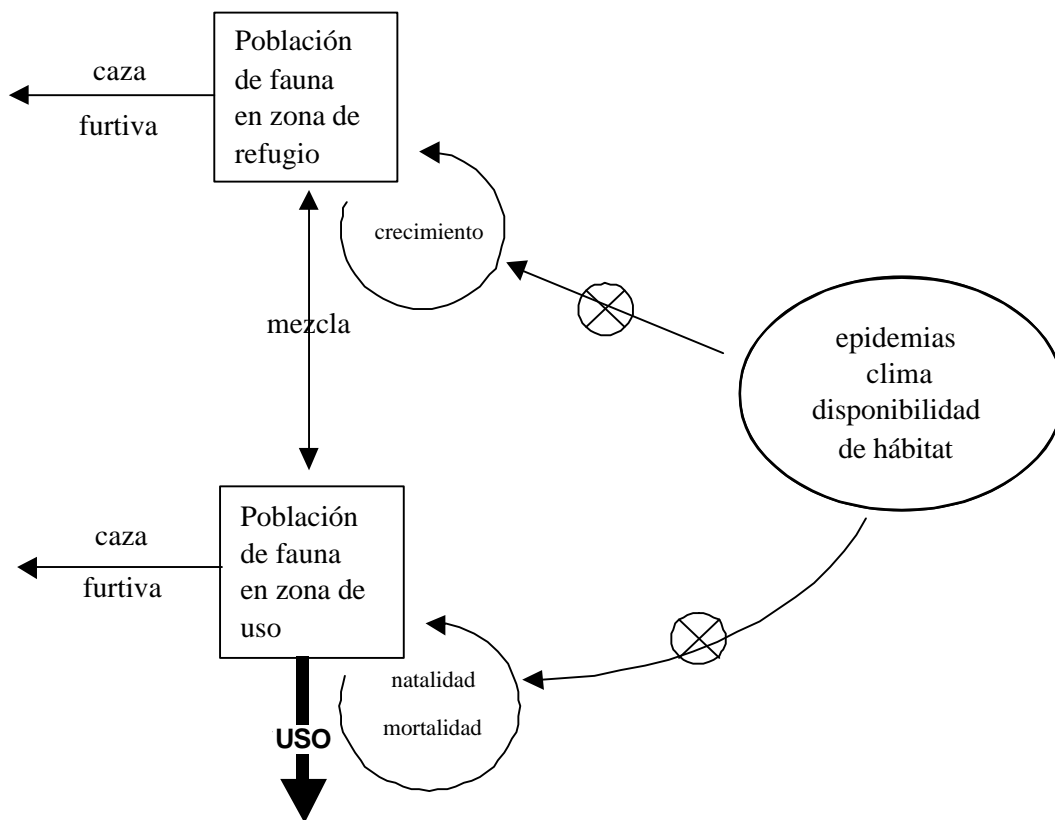 Población
de fauna
en zona de
refugio
caza
furtiva
crecimiento
mezcla
epidemias
clima
disponibilidad
de hábitat
Población
de fauna
en zona de
uso
caza
furtiva
natalidad
mortalidad
USO